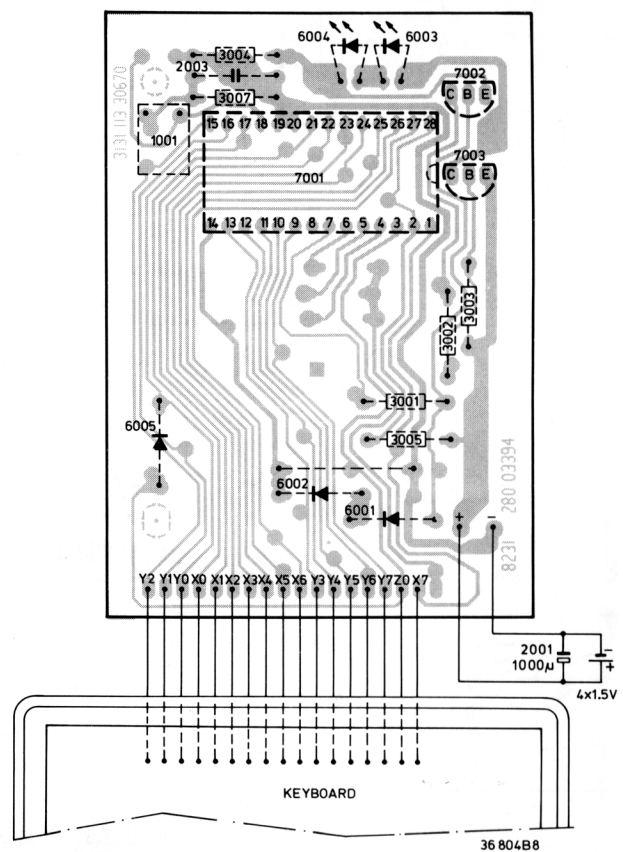 6004 6003
3004
2003
7002
3007
C B E
3131 113 30670
1001
15 16 17 18 19 20 21 22 23 24 25 26 27 28
7001
7003
C B E
14 13 12 11 10 9 8 7 6 5 4 3 2 1
3002
3003
3001
6005
3005
6002
6001
8231 280 03394
+ -
Y2 Y1 Y0 X0 X1 X2 X3 X4 X5 X6 Y3 Y4 Y5 Y6 Y7 Z0 X7
2001
1000µ
-
+
4x1.5V
KEYBOARD
36 804B8